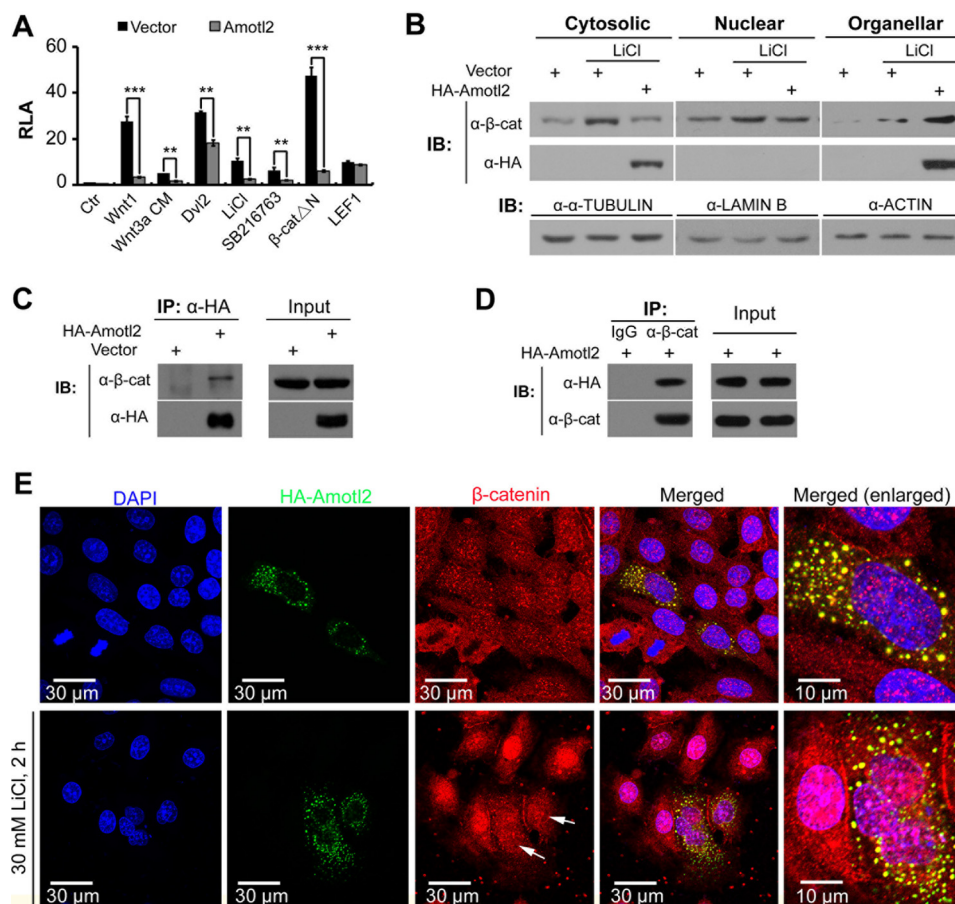 A
Vector
Amotl2
60
40
20
0
RLA
***
**
**
**
**
***
Ctr
Wnt1
Wnt3a CM
Dvl2
LiCl
SB216763
β-cat△N
LEF1
B
Cytosolic Nuclear Organellar
LiCl LiCl LiCl
Vector + + + + + +
HA-Amotl2 + + +
IB:
α-β-cat
α-HA
IB: α-α-TUBULIN α-LAMIN B α-ACTIN
C
IP: α-HA Input
HA-Amotl2 + +
Vector + +
IB:
α-β-cat
α-HA
D
IP: Input
IgG α-β-cat
HA-Amotl2 + + + +
IB:
α-HA
α-β-cat
E
DAPI HA-Amotl2 β-catenin Merged Merged (enlarged)
30 µm 30 µm 30 µm 30 µm 10 µm
30 mM LiCl, 2 h
30 µm 30 µm 30 µm 30 µm 10 µm